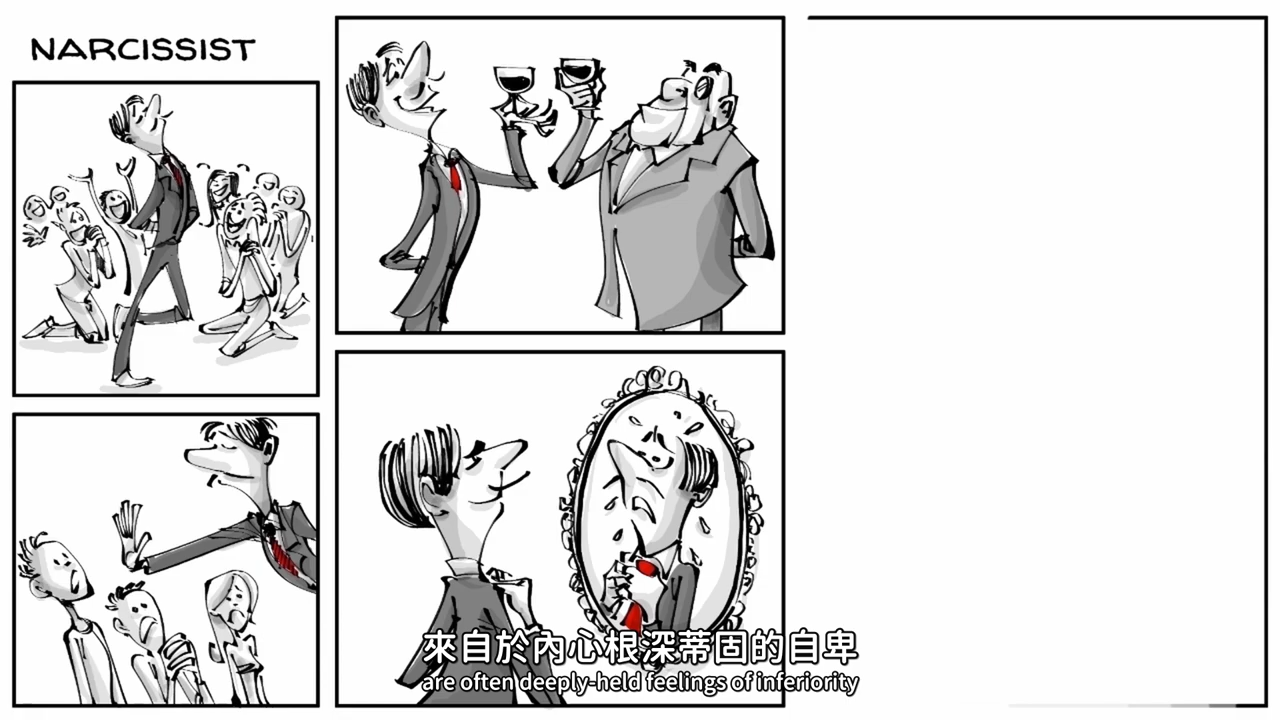 NARCISSIST
來自於內心根深蒂固的自卑
are often deeply-held feelings of inferiority